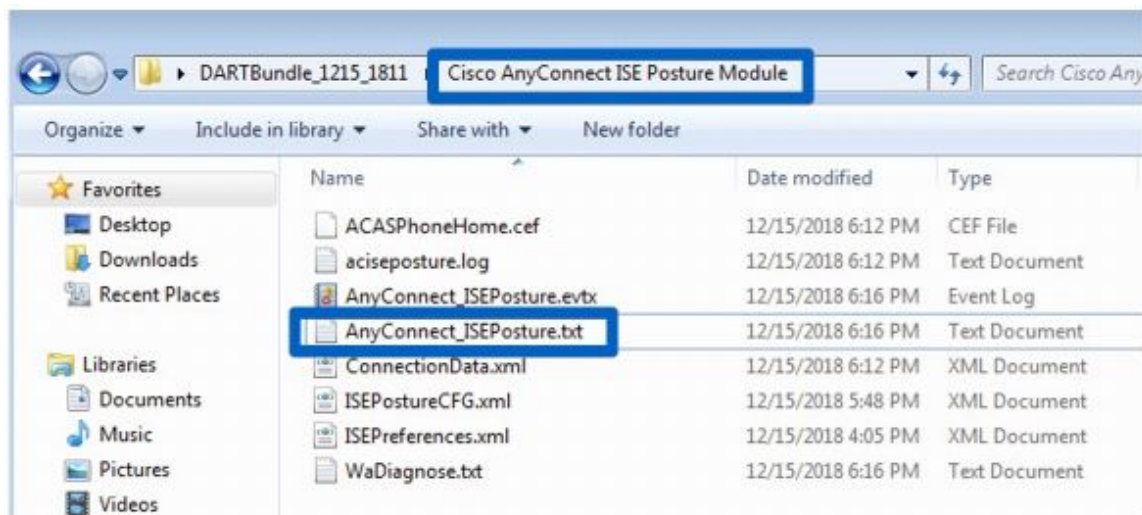 DARTBundle_1215_1811
Cisco AnyConnect ISE Posture Module
Search Cisco Any
Organize
Include in library
Share with
New folder
Favorites
Desktop
Downloads
Recent Places
Libraries
Documents
Music
Pictures
Videos
Name Date modified Type
ACASPhoneHome.cef 12/15/2018 6:12 PM CEF File
aciseposture.log 12/15/2018 6:12 PM Text Document
AnyConnect_ISEPosture.evtx 12/15/2018 6:16 PM Event Log
AnyConnect_ISEPosture.txt 12/15/2018 6:16 PM Text Document
ConnectionData.xml 12/15/2018 6:12 PM XML Document
ISEPostureCFG.xml 12/15/2018 5:48 PM XML Document
ISEPreferences.xml 12/15/2018 4:05 PM XML Document
WaDiagnose.txt 12/15/2018 6:16 PM Text Document